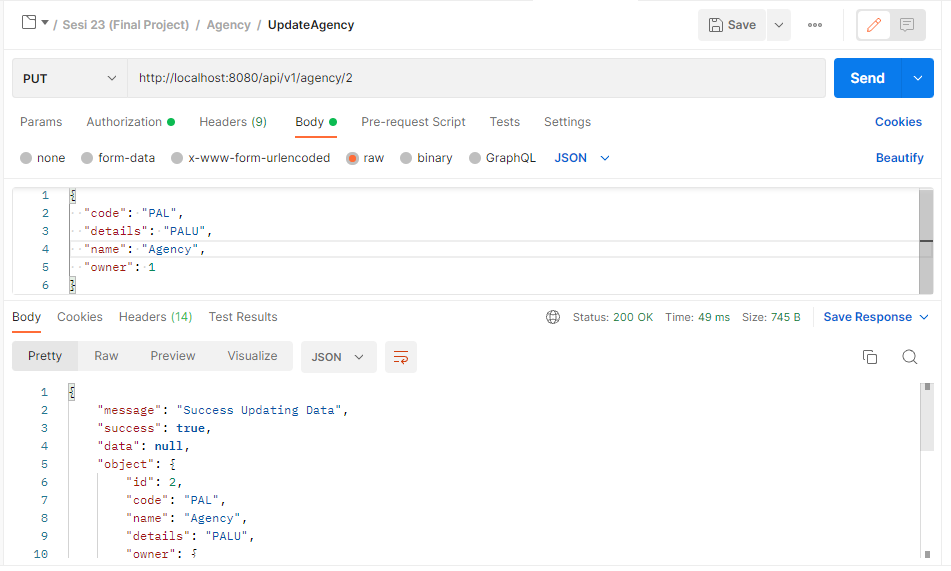 / Sesi 23 (Final Project) / Agency / UpdateAgency
Save
PUT
http://localhost:8080/api/v1/agency/2
Send
Params Authorization Headers (9) Body Pre-request Script Tests Settings Cookies
none form-data x-www-form-urlencoded raw binary GraphQL JSON Beautify
1 {
2 "code": "PAL",
3 "details": "PALU",
4 "name": "Agency",
5 "owner": 1
6 }
Body Cookies Headers (14) Test Results Status: 200 OK Time: 49 ms Size: 745 B Save Response
Pretty Raw Preview Visualize JSON
1 {
2 "message": "Success Updating Data",
3 "success": true,
4 "data": null,
5 "object": {
6 "id": 2,
7 "code": "PAL",
8 "name": "Agency",
9 "details": "PALU",
10 "owner": {